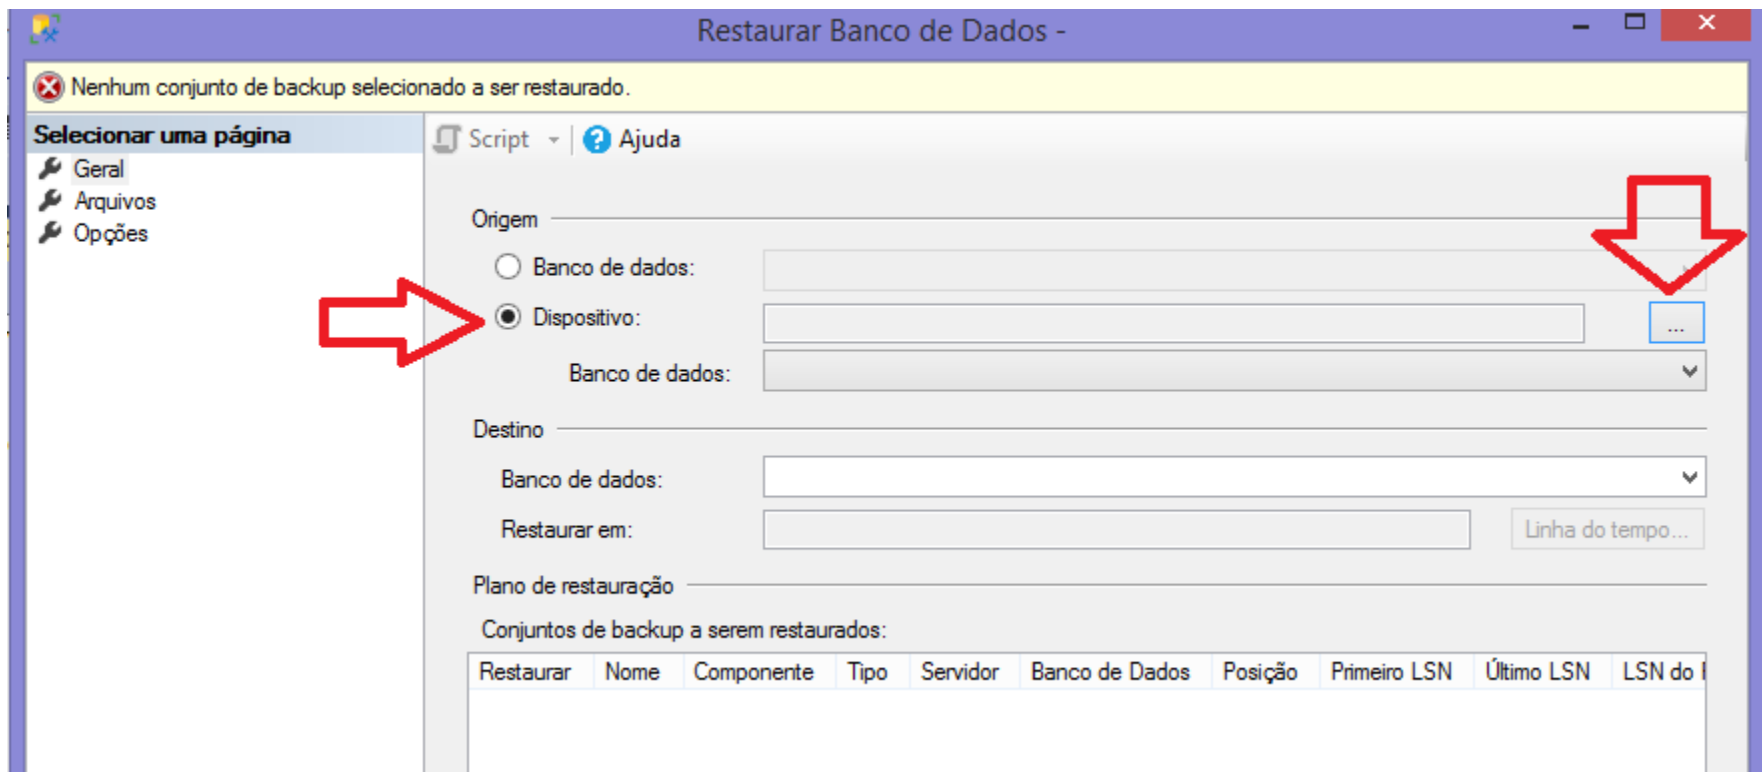 Restaurar Banco de Dados -
Nenhum conjunto de backup selecionado a ser restaurado.
Selecionar uma página
Geral
Arquivos
Opções
Script
Ajuda
Origem
Banco de dados:
Dispositivo:
...
Banco de dados:
Destino
Banco de dados:
Restaurar em:
Linha do tempo...
Plano de restauração
Conjuntos de backup a serem restaurados:
Restaurar Nome Componente Tipo Servidor Banco de Dados Posição Primeiro LSN Último LSN LSN do